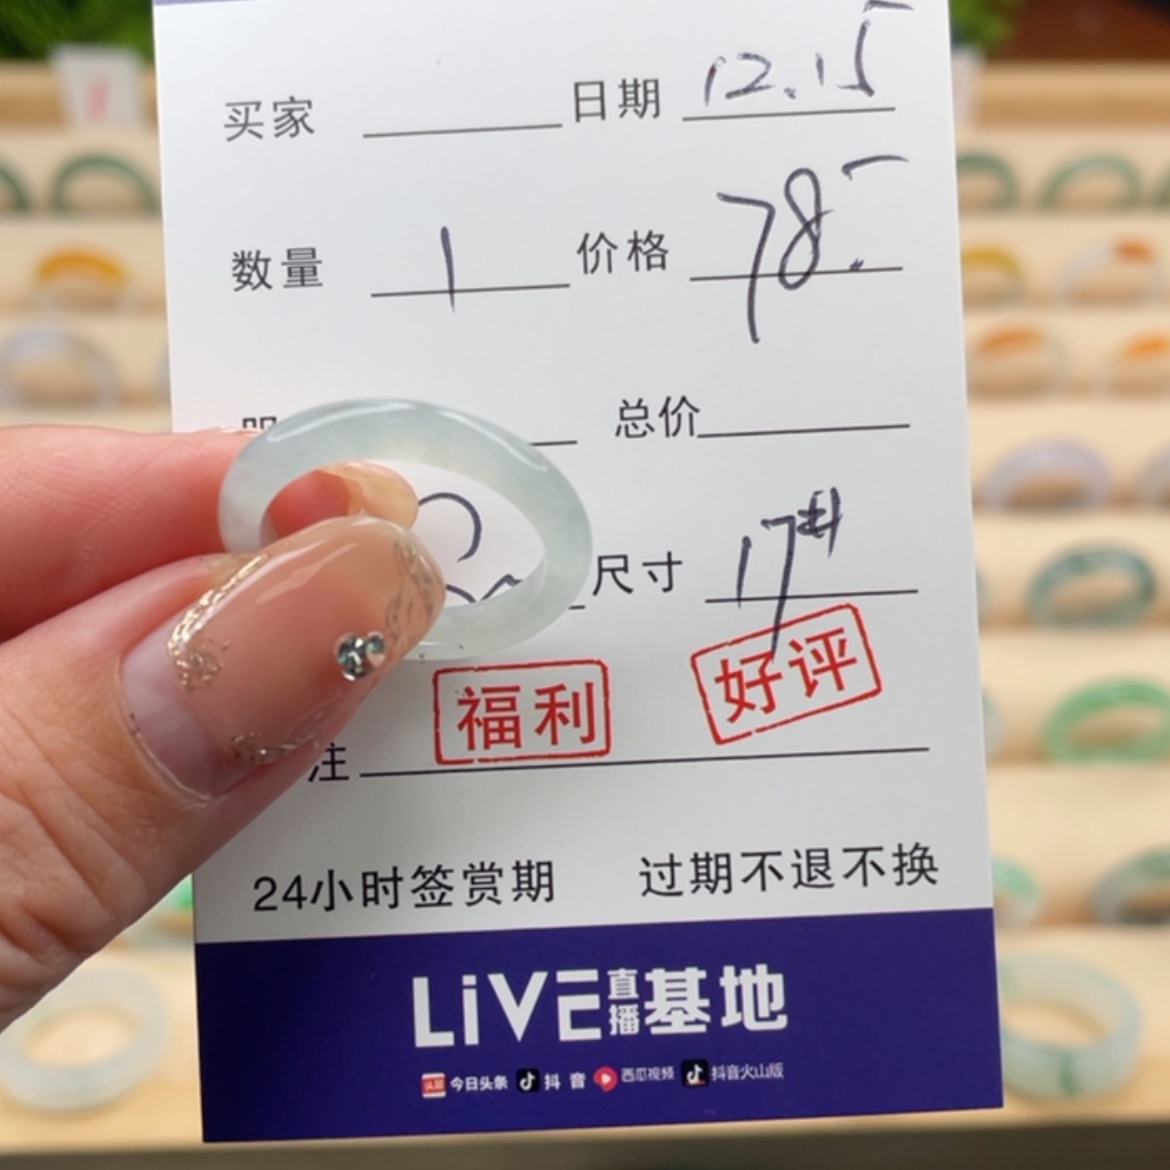 买家 日期 12.15
数量 1 价格 78.-
总价
尺寸 17#
福利 好评
注
24小时签赏期 过期不退不换
LiVE直播基地
头条 今日头条 抖音 西瓜视频 抖音火山版